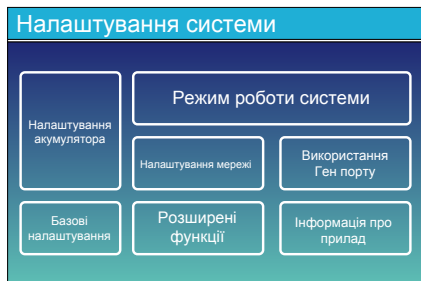 Налаштування системи
Налаштування
акумулятора
Режим роботи системи
Налаштування мережі
Використання
Ген порту
Базові
налаштування
Розширені
функції
Інформація про
прилад